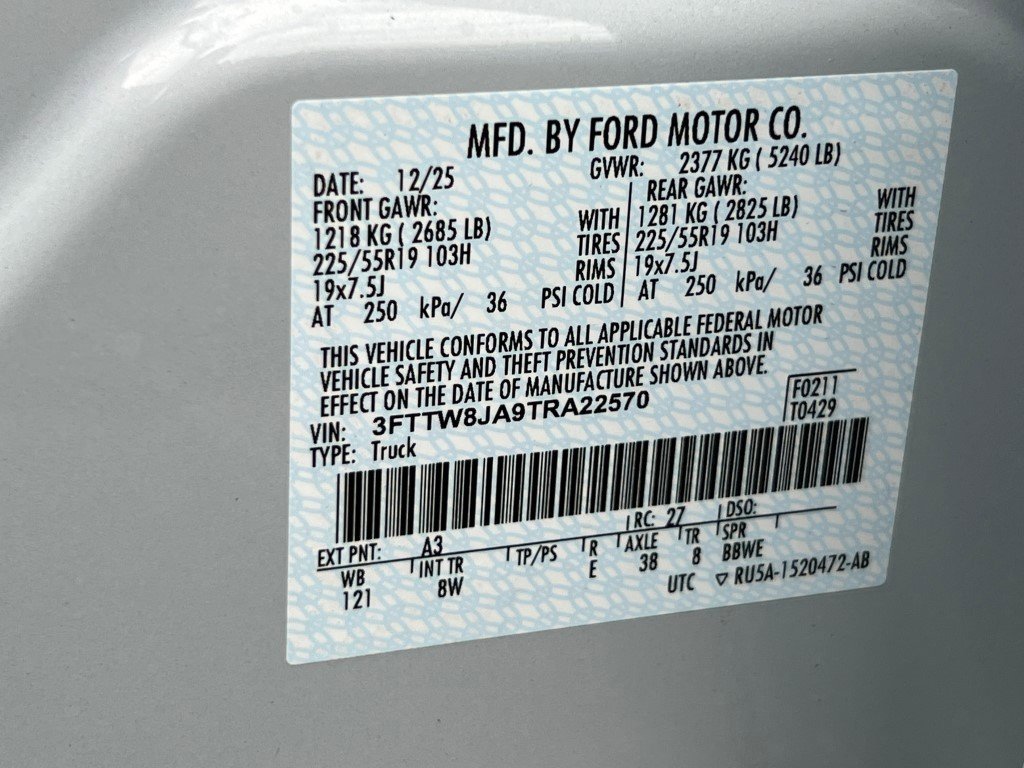 MFD. BY FORD MOTOR CO.
DATE: 12/25 GVWR: 2377 KG ( 5240 LB)
FRONT GAWR: REAR GAWR:
1218 KG ( 2685 LB) WITH 1281 KG ( 2825 LB) WITH
225/55R19 103H TIRES 225/55R19 103H TIRES
19x7.5J RIMS 19x7.5J RIMS
AT 250 kPa/ 36 PSI COLD AT 250 kPa/ 36 PSI COLD
THIS VEHICLE CONFORMS TO ALL APPLICABLE FEDERAL MOTOR
VEHICLE SAFETY AND THEFT PREVENTION STANDARDS IN
EFFECT ON THE DATE OF MANUFACTURE SHOWN ABOVE.
VIN: 3FTTW8JA9TRA22570 F0211
TYPE: Truck T0429
EXT PNT: A3 RC: 27 DSO:
WB INT TR TP/PS R AXLE TR SPR
121 8W E 38 8 BBWE
UTC ▽ RU5A-1520472-AB